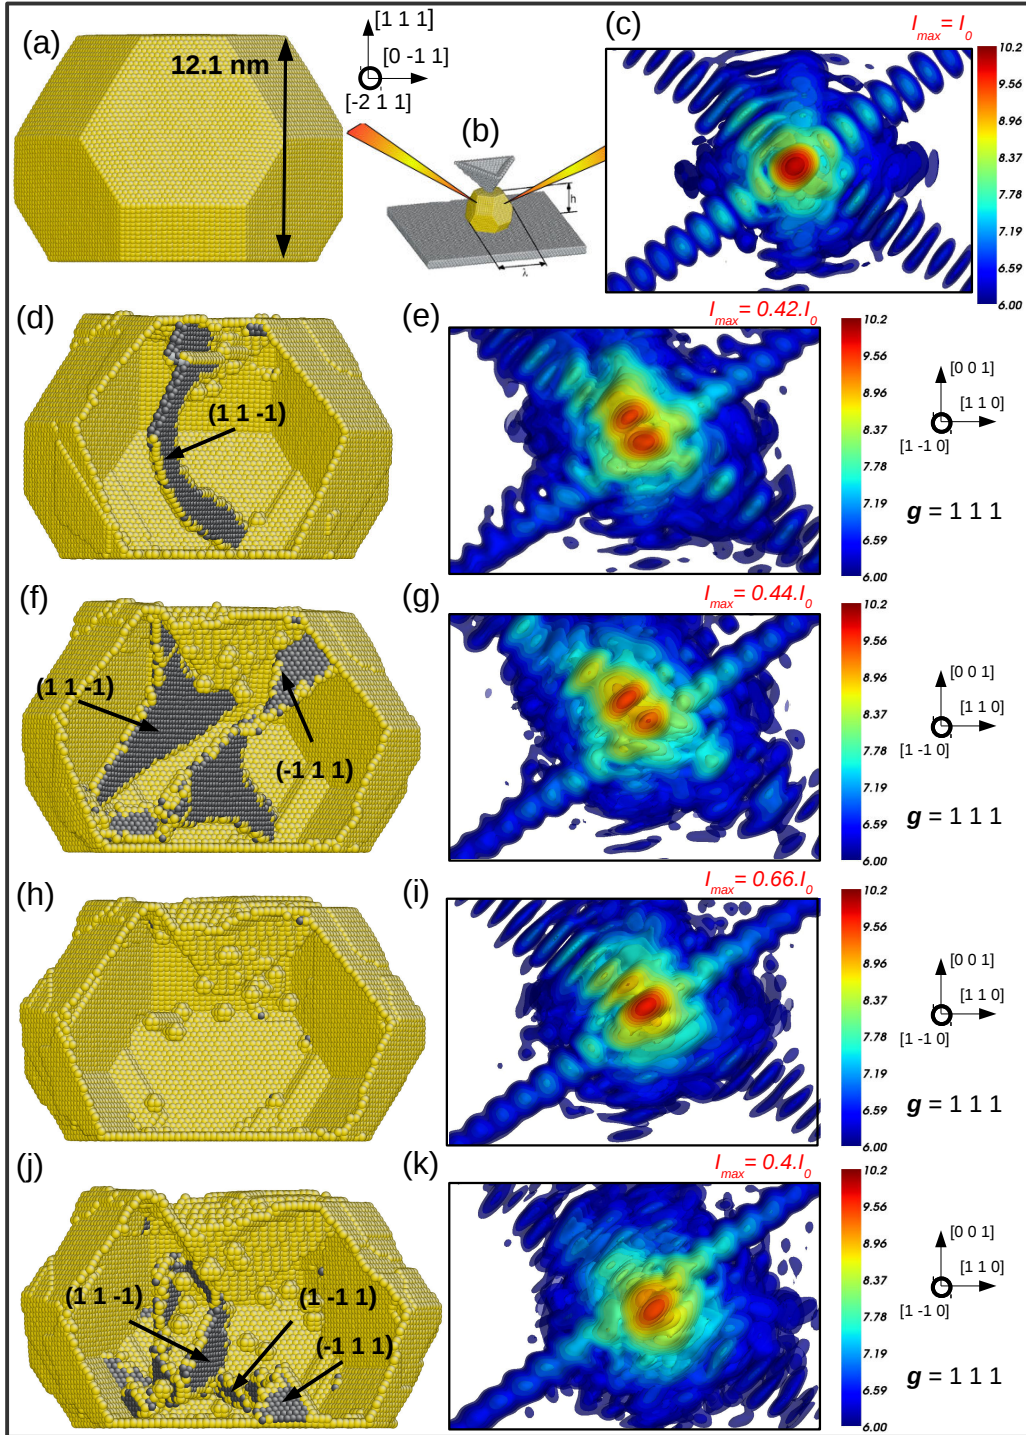 (a)
12.1 nm
[1 1 1]
[0 -1 1]
[-2 1 1]
(b)
h
λ
(c)
I_max = I_0
10.2
9.56
8.96
8.37
7.78
7.19
6.59
6.00
(d)
(1 1 -1)
(e)
I_max = 0.42.I_0
10.2
9.56
8.96
8.37
7.78
7.19
6.59
6.00
[0 0 1]
[1 1 0]
[1 -1 0]
g = 1 1 1
(f)
(1 1 -1)
(-1 1 1)
(g)
I_max = 0.44.I_0
10.2
9.56
8.96
8.37
7.78
7.19
6.59
6.00
[0 0 1]
[1 1 0]
[1 -1 0]
g = 1 1 1
(h)
(i)
I_max = 0.66.I_0
10.2
9.56
8.96
8.37
7.78
7.19
6.59
6.00
[0 0 1]
[1 1 0]
[1 -1 0]
g = 1 1 1
(j)
(1 1 -1)
(1 -1 1)
(-1 1 1)
(k)
I_max = 0.4.I_0
10.2
9.56
8.96
8.37
7.78
7.19
6.59
6.00
[0 0 1]
[1 1 0]
[1 -1 0]
g = 1 1 1